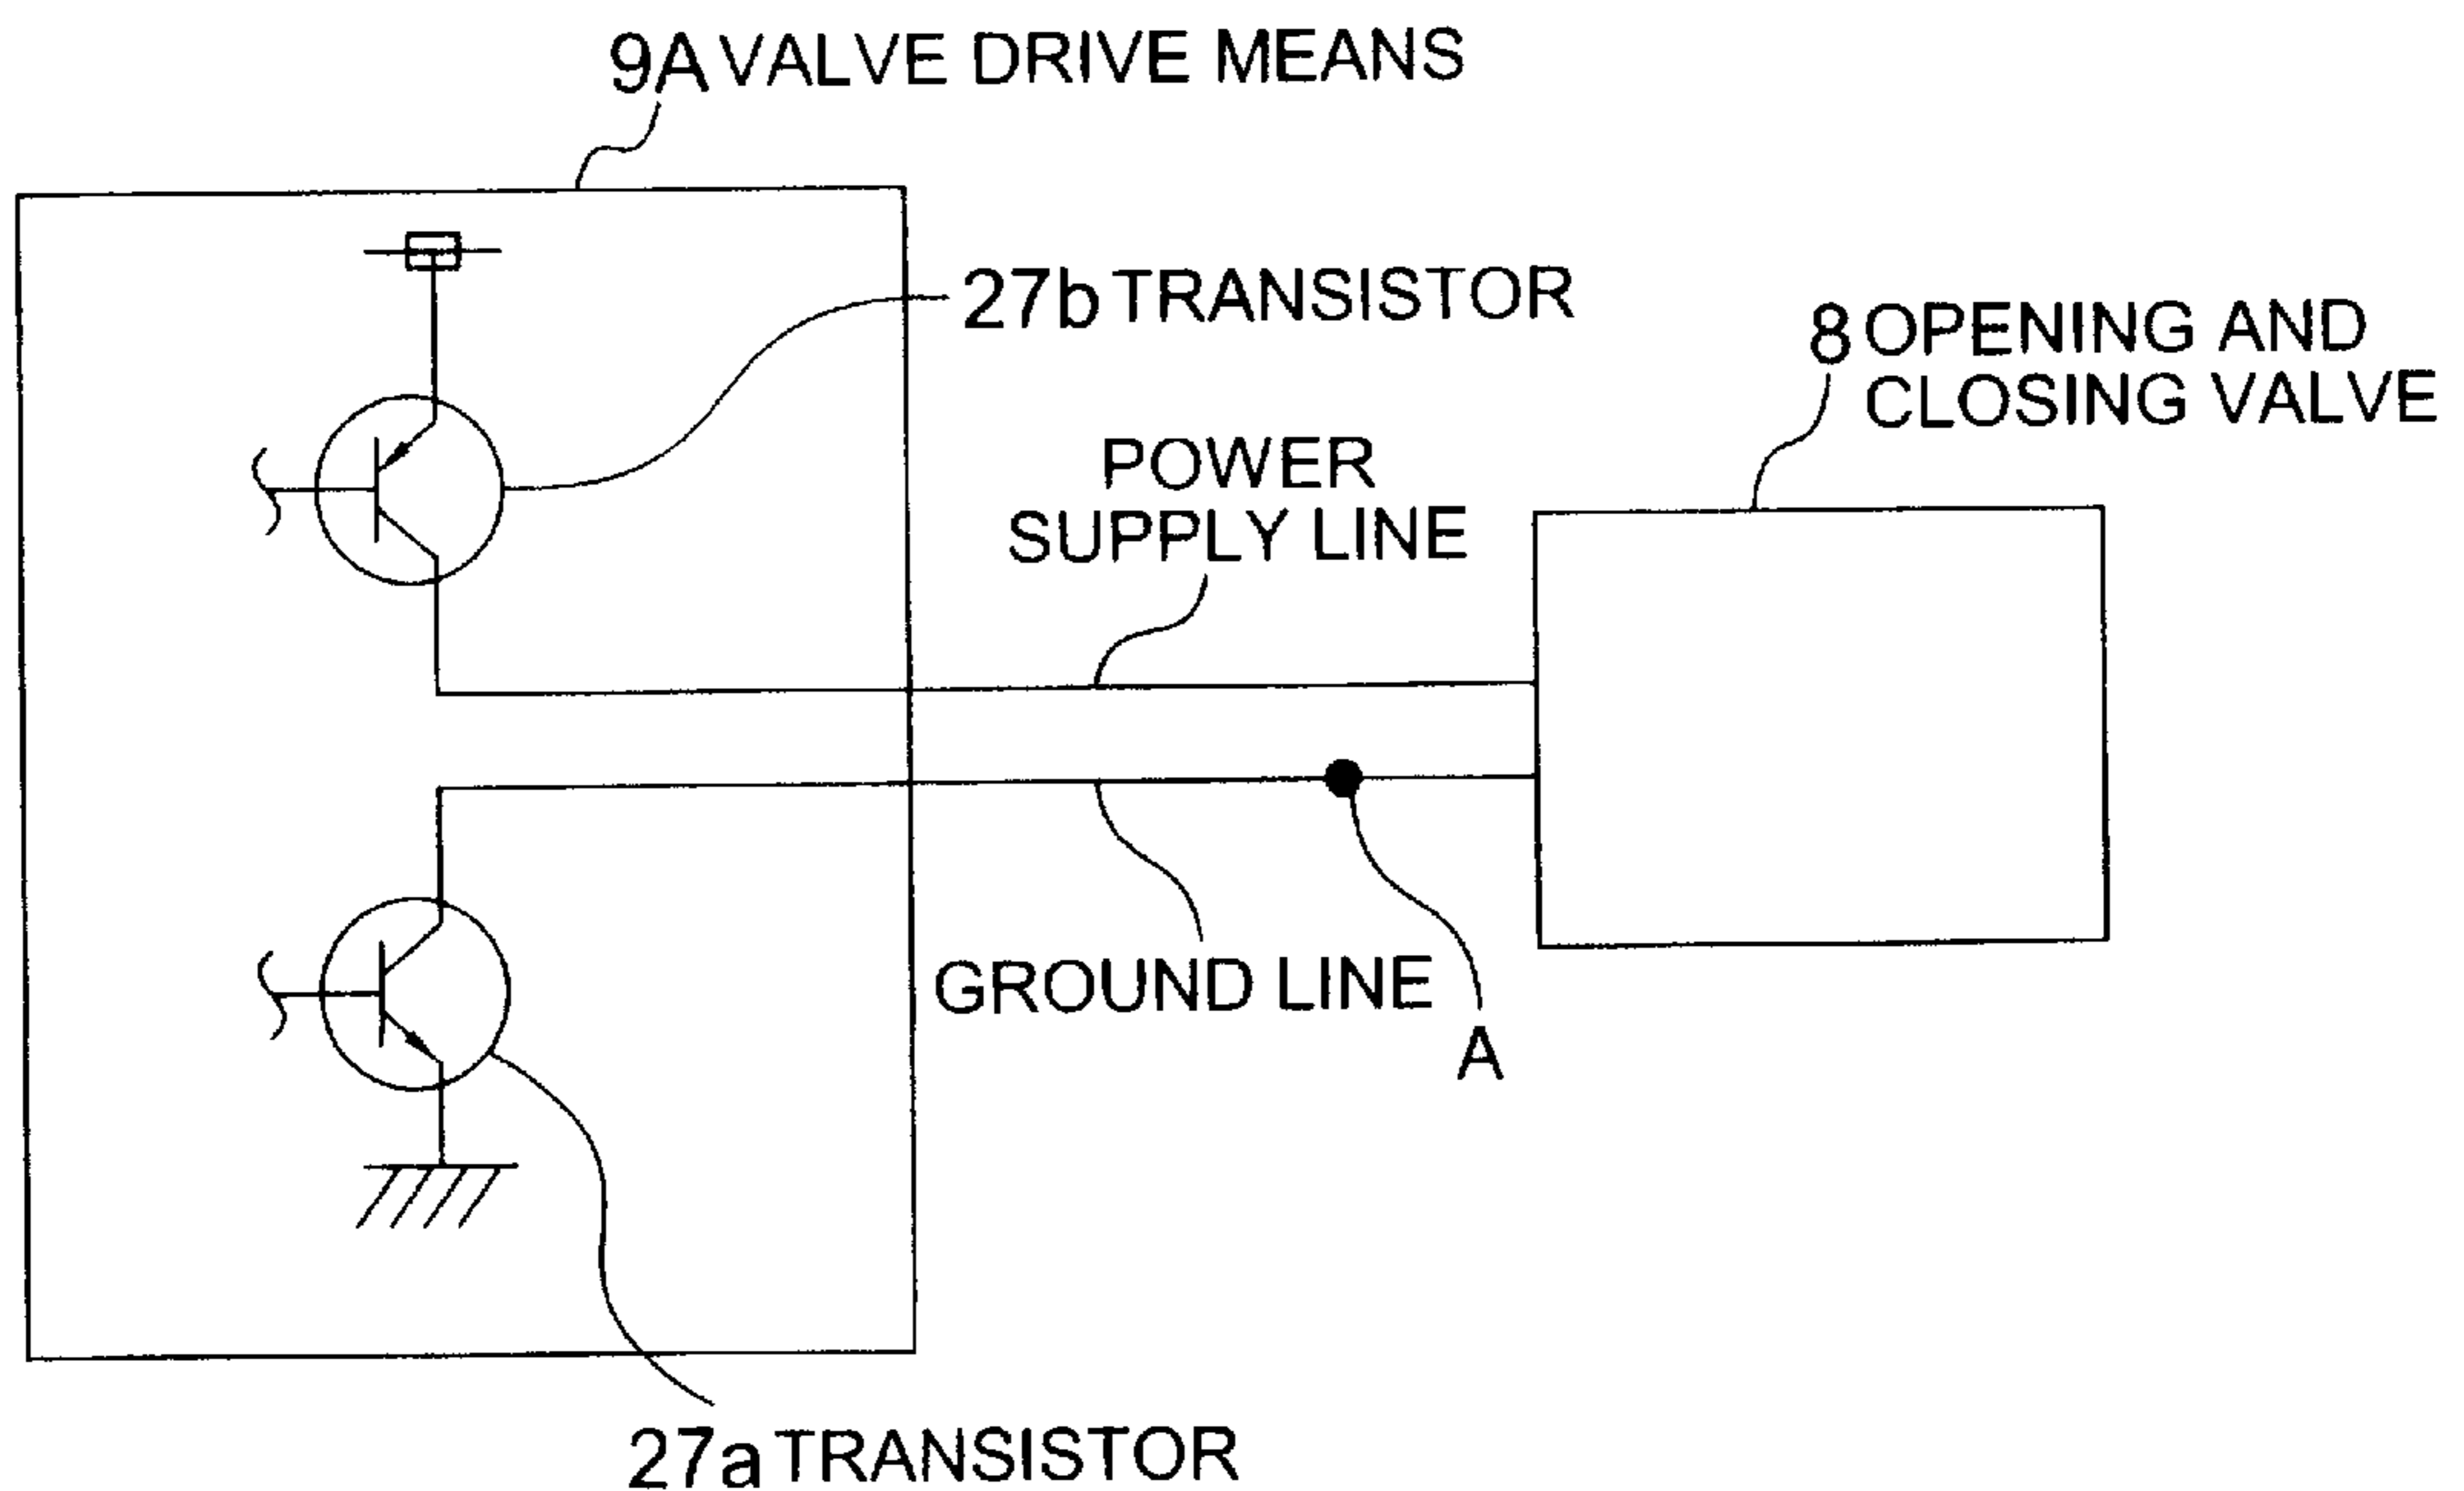 9A VALVE DRIVE MEANS
27b TRANSISTOR
8 OPENING AND
CLOSING VALVE
POWER
SUPPLY LINE
GROUND LINE
A
27a TRANSISTOR